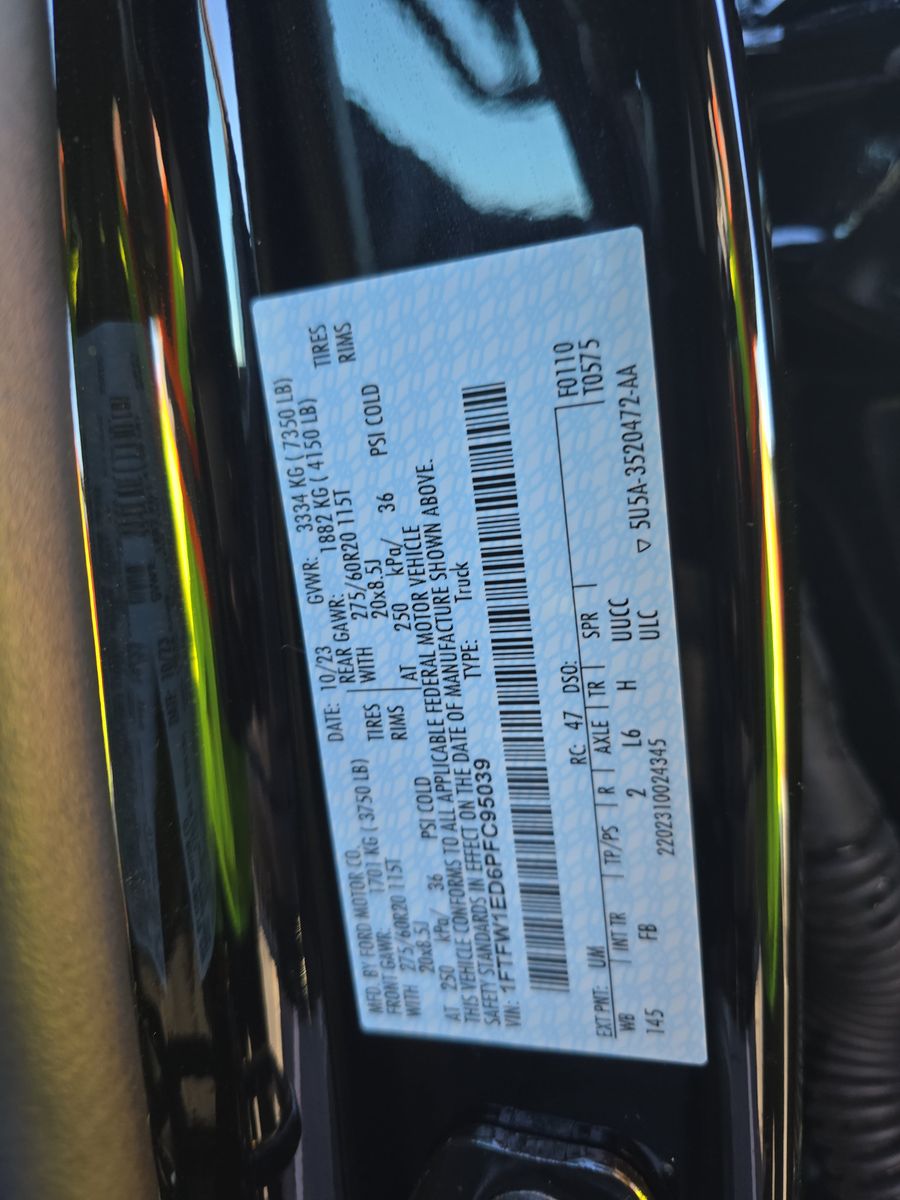 MFD. BY FORD MOTOR CO. DATE: 10/23 GVWR: 3334 KG ( 7350 LB)
FRONT GAWR: 1701 KG ( 3750 LB) REAR GAWR: 1882 KG ( 4150 LB)
WITH 275/60R20 115T TIRES WITH 275/60R20 115T TIRES
20x8.5J RIMS 20x8.5J RIMS
AT 250 kPa/ 36 PSI COLD AT 250 kPa/ 36 PSI COLD
THIS VEHICLE CONFORMS TO ALL APPLICABLE FEDERAL MOTOR VEHICLE
SAFETY STANDARDS IN EFFECT ON THE DATE OF MANUFACTURE SHOWN ABOVE.
VIN: 1FTFW1ED6PFC95039 TYPE: Truck
F0110
EXT PNT: UM RC: 47 DSO: T0575
WB INT TR TP/PS R AXLE TR SPR
145 FB 2 L6 H UUCC
2202310024345 ULC ▽ 5U5A-3520472-AA